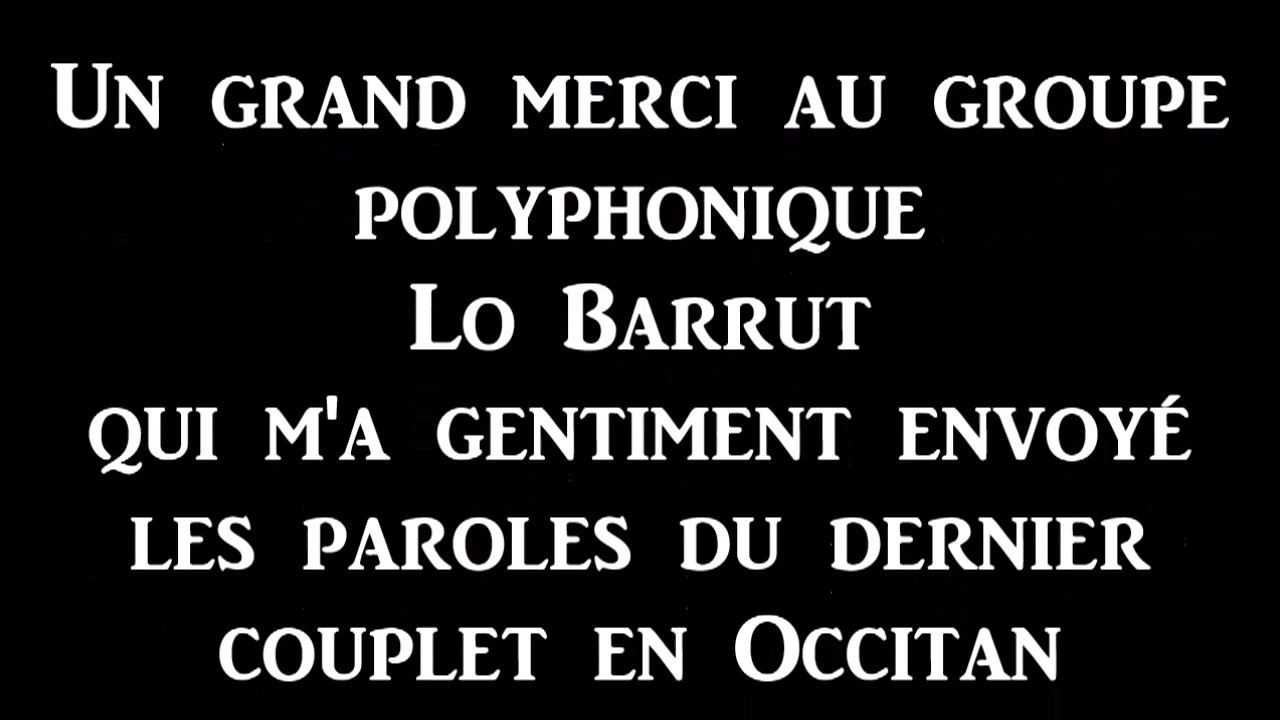 Un grand merci au groupe
polyphonique
Lo Barrut
qui m'a gentiment envoyé
les paroles du dernier
couplet en Occitan